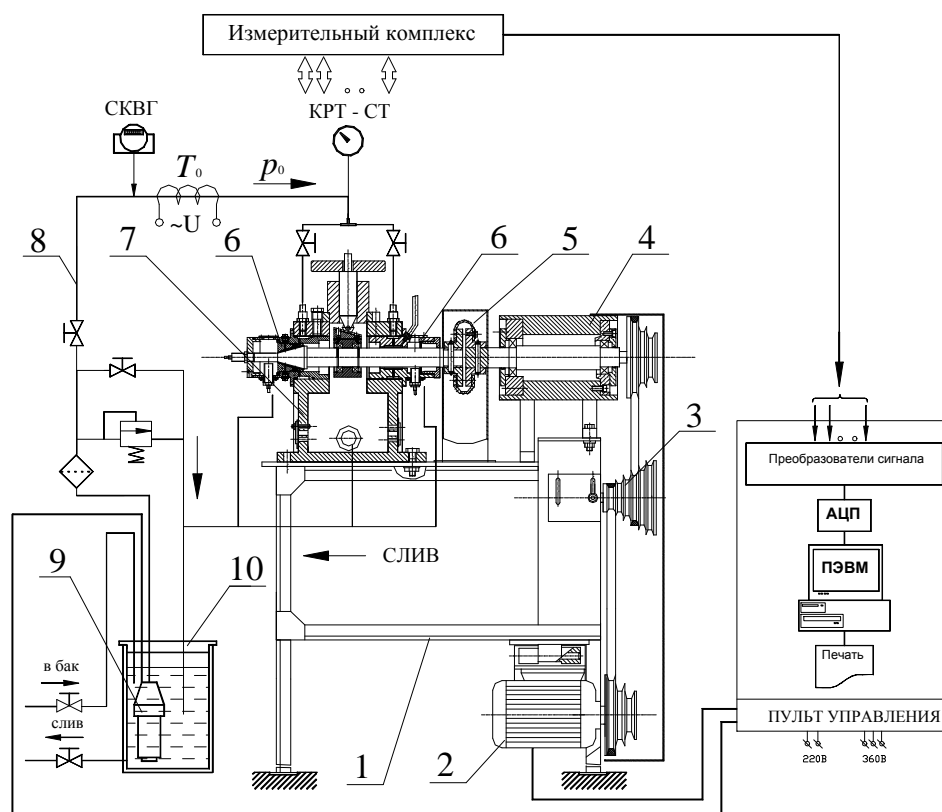 Измерительный комплекс
СКВГ
КРТ - СТ
T₀
p₀
~U
7
6
6
5
4
8
3
Преобразователи сигнала
АЦП
ПЭВМ
СЛИВ
9
10
Печать
в бак
слив
ПУЛЬТ УПРАВЛЕНИЯ
1
2
220В
360В